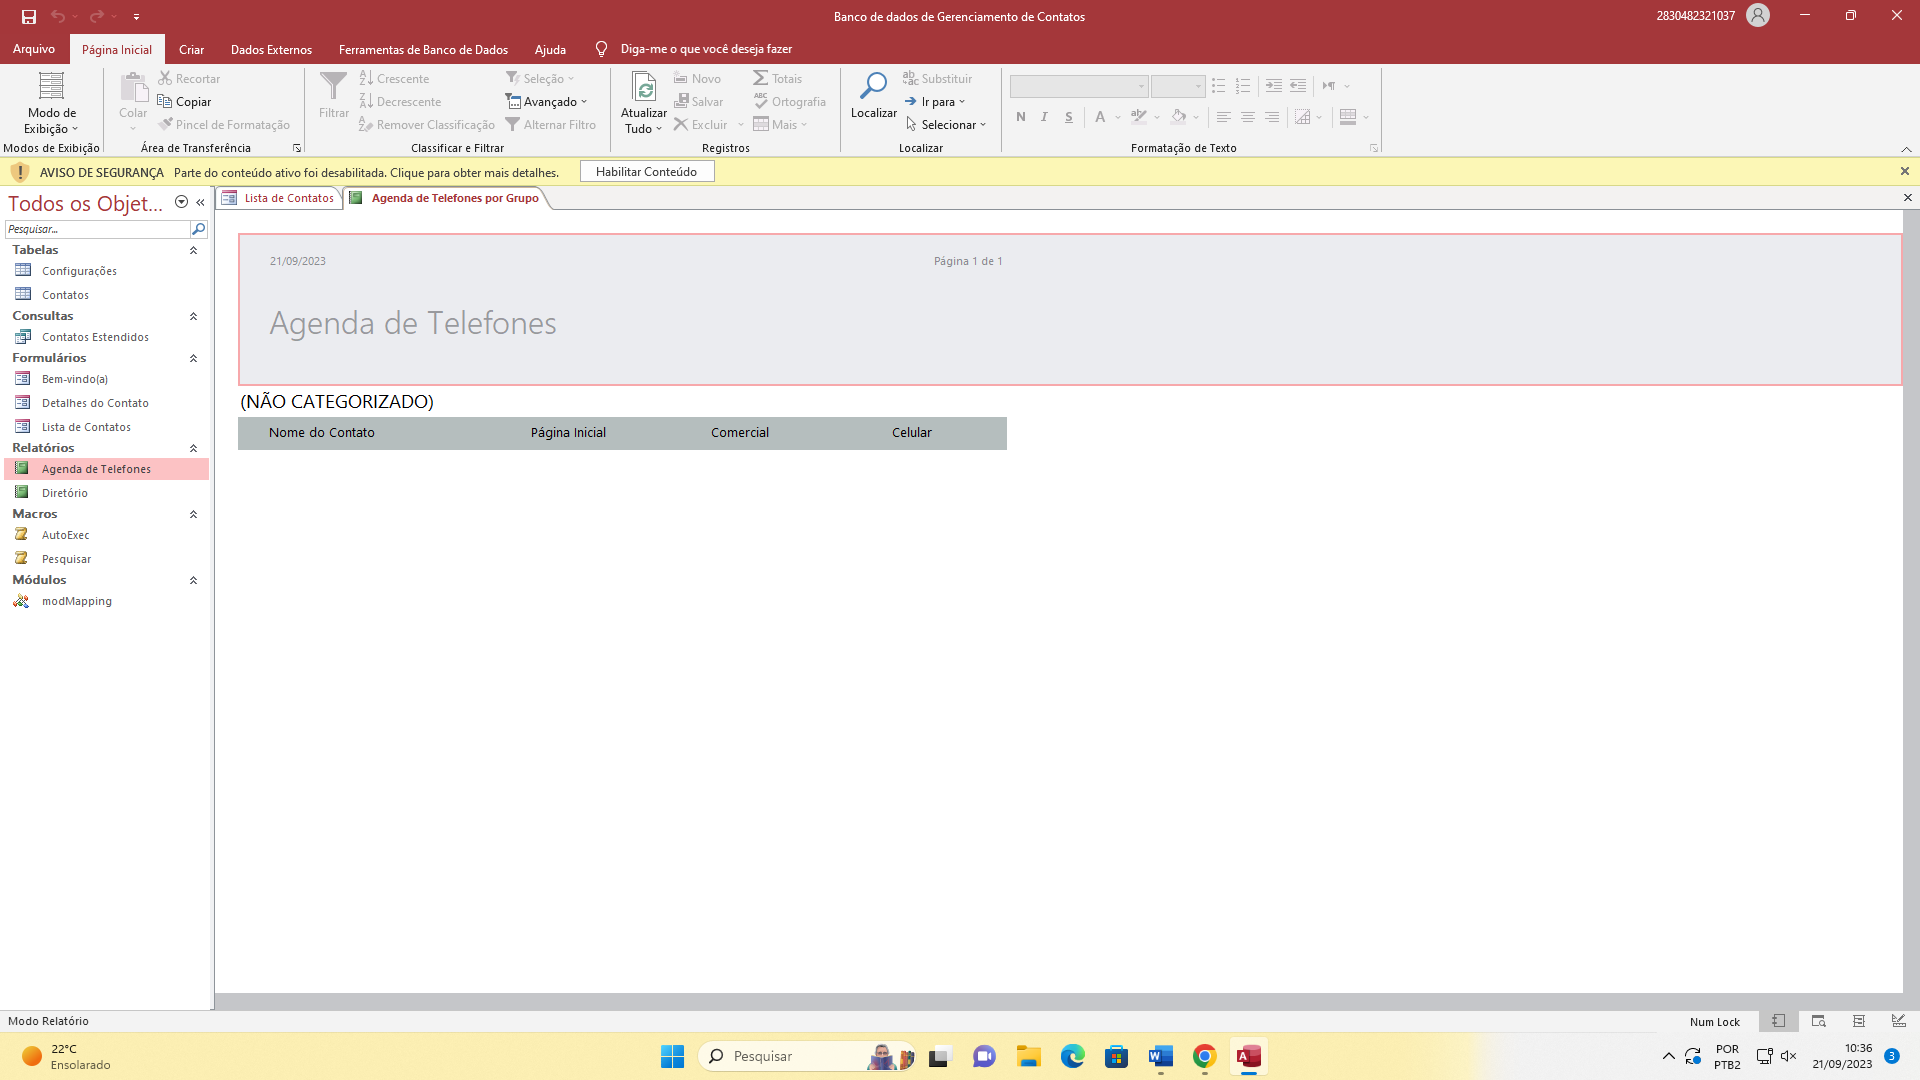 Banco de dados de Gerenciamento de Contatos
2830482321037
Arquivo Página Inicial Criar Dados Externos Ferramentas de Banco de Dados Ajuda Diga-me o que você deseja fazer
Modo de Exibição
Modos de Exibição
Colar
Recortar
Copiar
Pincel de Formatação
Área de Transferência
Filtrar
Crescente
Decrescente
Remover Classificação
Seleção
Avançado
Alternar Filtro
Classificar e Filtrar
Atualizar Tudo
Novo
Salvar
Excluir
Totais
Ortografia
Mais
Registros
Localizar
Substituir
Ir para
Selecionar
Localizar
N I S A
Formatação de Texto
AVISO DE SEGURANÇA Parte do conteúdo ativo foi desabilitada. Clique para obter mais detalhes. Habilitar Conteúdo
Todos os Objet...
Pesquisar...
Tabelas
Configurações
Contatos
Consultas
Contatos Estendidos
Formulários
Bem-vindo(a)
Detalhes do Contato
Lista de Contatos
Relatórios
Agenda de Telefones
Diretório
Macros
AutoExec
Pesquisar
Módulos
modMapping
Lista de Contatos Agenda de Telefones por Grupo
21/09/2023 Página 1 de 1
Agenda de Telefones
(NÃO CATEGORIZADO)
Nome do Contato Página Inicial Comercial Celular
Modo Relatório Num Lock
22°C
Ensolarado
Pesquisar
POR
PTB2
10:36
21/09/2023
3